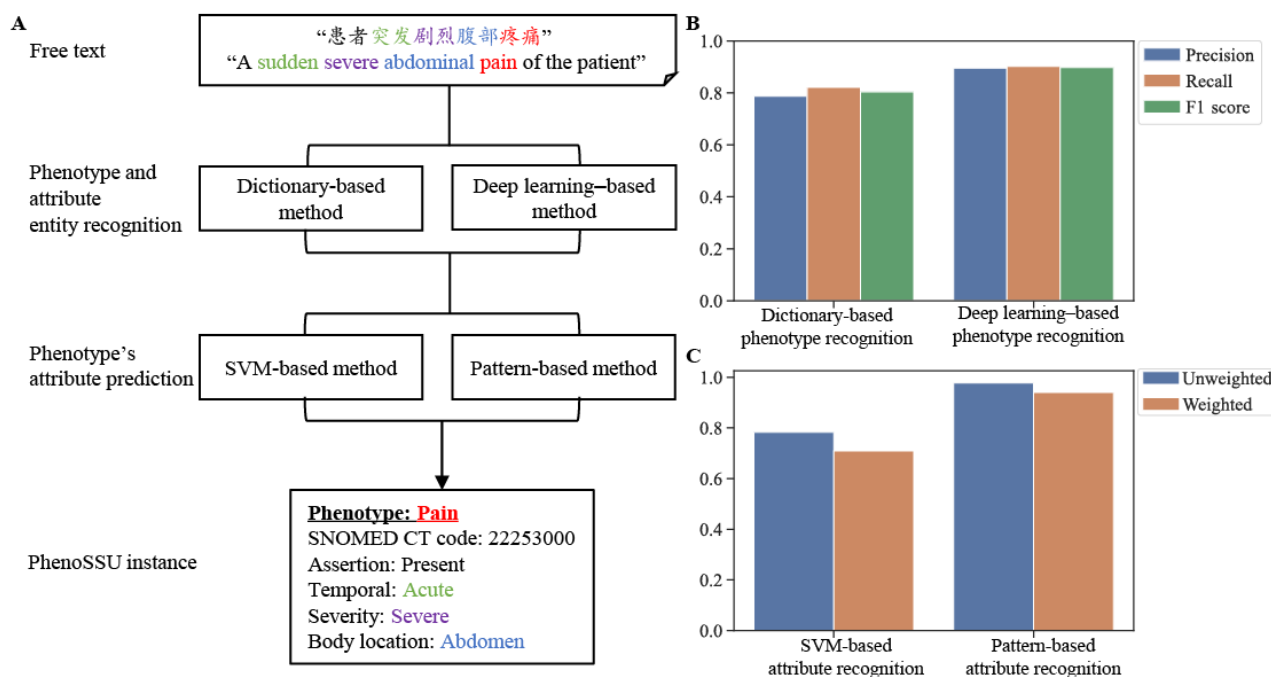 A
Free text
“患者突发剧烈腹部疼痛”
“A sudden severe abdominal pain of the patient”
Phenotype and
attribute
entity recognition
Dictionary-based
method
Deep learning–based
method
Phenotype’s
attribute prediction
SVM-based method
Pattern-based method
PhenoSSU instance
Phenotype: Pain
SNOMED CT code: 22253000
Assertion: Present
Temporal: Acute
Severity: Severe
Body location: Abdomen
B
1.0
0.8
0.6
0.4
0.2
0.0
Precision
Recall
F1 score
Dictionary-based
phenotype recognition
Deep learning–based
phenotype recognition
C
1.0
0.8
0.6
0.4
0.2
0.0
Unweighted
Weighted
SVM-based
attribute recognition
Pattern-based
attribute recognition